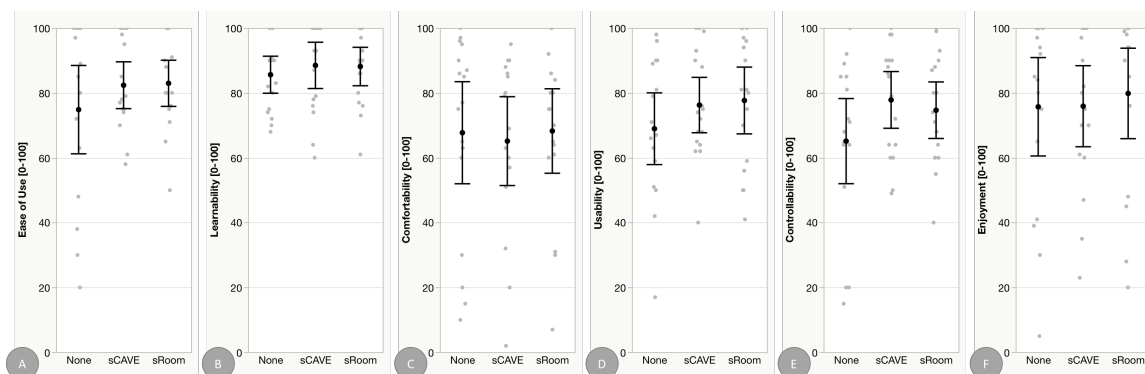 Ease of Use [0-100]
100
80
60
40
20
0
None sCAVE sRoom
A
Learnability [0-100]
100
80
60
40
20
0
None sCAVE sRoom
B
Comfortability [0-100]
100
80
60
40
20
0
None sCAVE sRoom
C
Usability [0-100]
100
80
60
40
20
0
None sCAVE sRoom
D
Controllability [0-100]
100
80
60
40
20
0
None sCAVE sRoom
E
Enjoyment [0-100]
100
80
60
40
20
0
None sCAVE sRoom
F